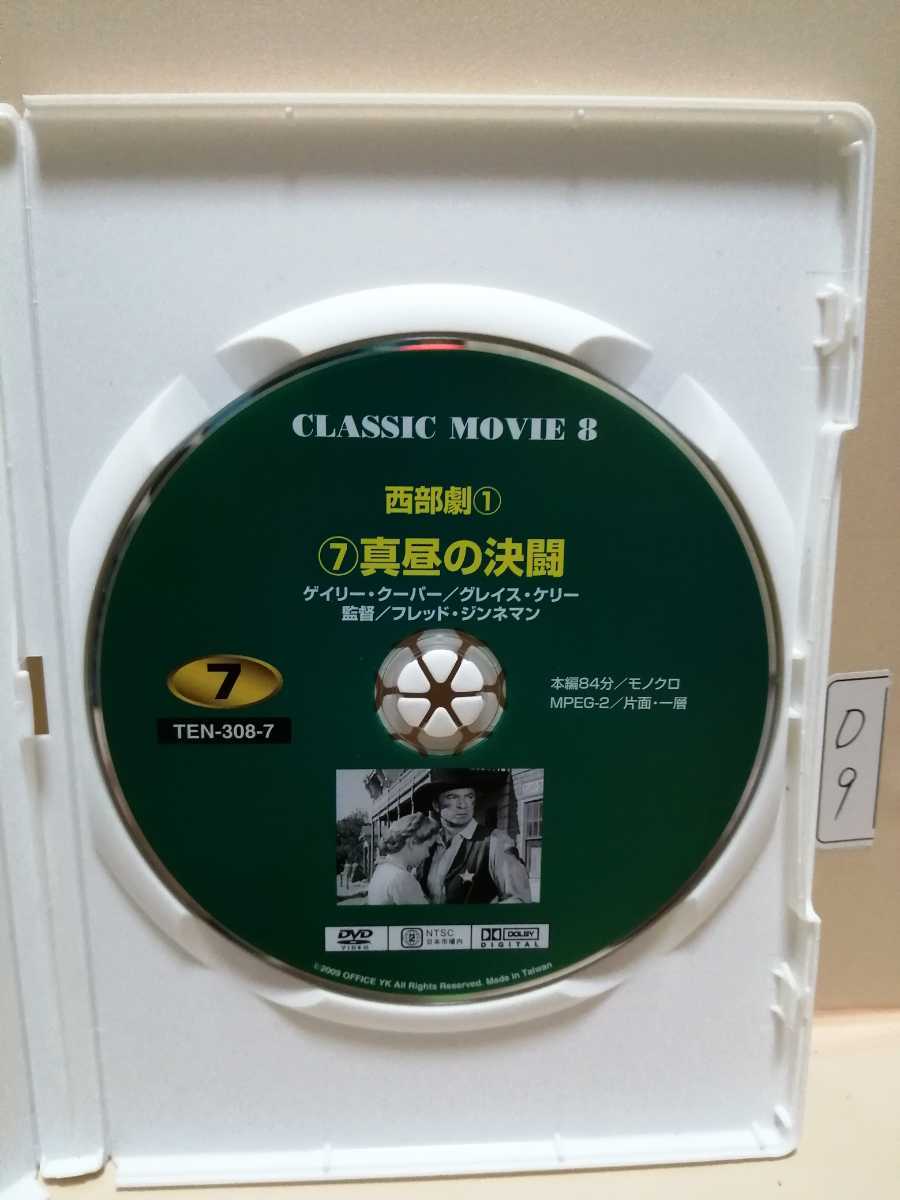 CLASSIC MOVIE 8
西部劇①
⑦真昼の決闘
ゲイリー・クーパー／グレイス・ケリー
監督／フレッド・ジンネマン
7
TEN-308-7
本編84分／モノクロ
MPEG-2／片面・一層
DVD
VIDEO
2
NTSC
日本市場向
DOLBY
DIGITAL
©2009 OFFICE YK All Rights Reserved. Made in Taiwan
D
9